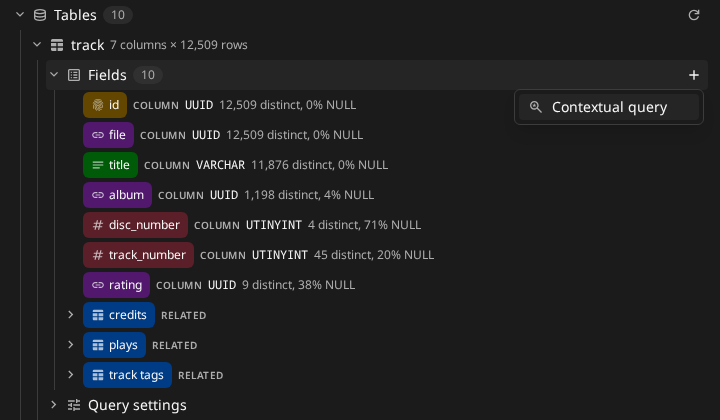 Tables 10
track 7 columns × 12,509 rows
Fields 10
id COLUMN UUID 12,509 distinct, 0% NULL
Contextual query
file COLUMN UUID 12,509 distinct, 0% NULL
title COLUMN VARCHAR 11,876 distinct, 0% NULL
album COLUMN UUID 1,198 distinct, 4% NULL
disc_number COLUMN UTINYINT 4 distinct, 71% NULL
track_number COLUMN UTINYINT 45 distinct, 20% NULL
rating COLUMN UUID 9 distinct, 38% NULL
credits RELATED
plays RELATED
track tags RELATED
Query settings